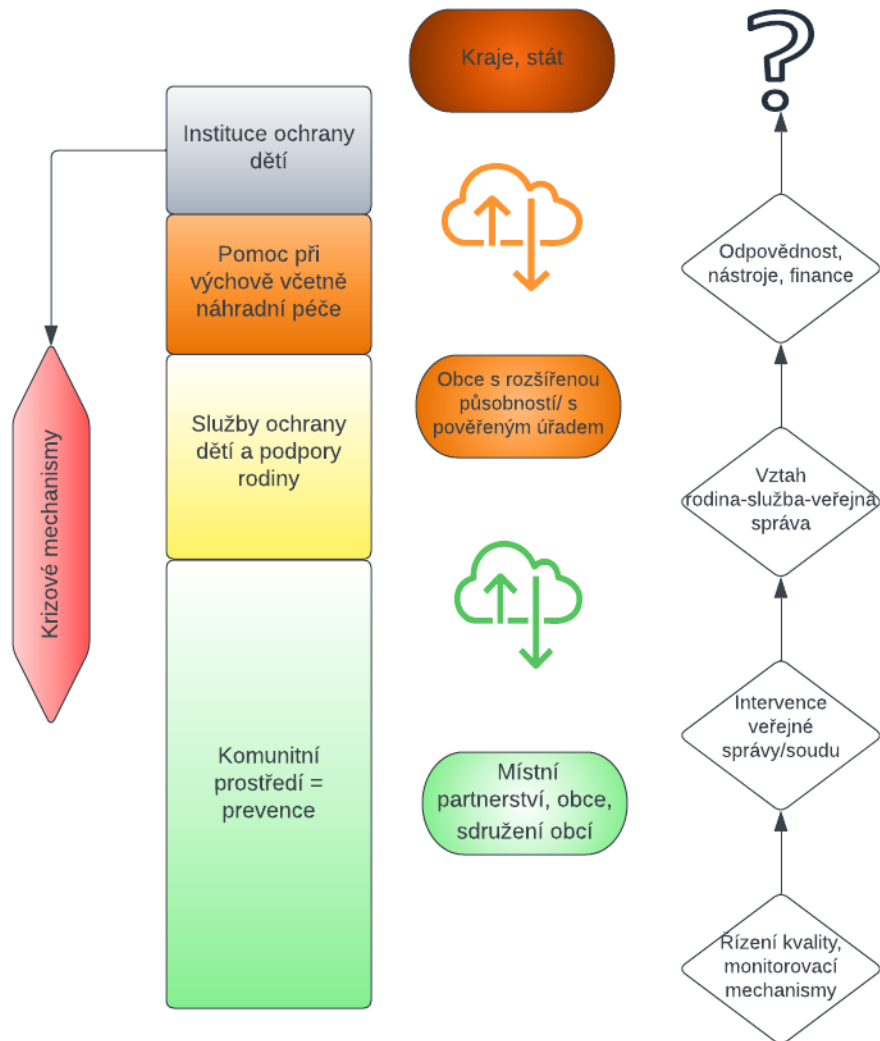 Kraje, stát
?
Instituce ochrany
dětí
Pomoc při
výchově včetně
náhradní péče
Odpovědnost,
nástroje, finance
Krizové mechanismy
Služby ochrany
dětí a podpory
rodiny
Obce s rozšířenou
působností/ s
pověřeným úřadem
Vztah
rodina-služba-veřejná
správa
Komunitní
prostředí =
prevence
Místní
partnerství, obce,
sdružení obcí
Intervence
veřejné
správy/soudu
Řízení kvality,
monitorovací
mechanismy